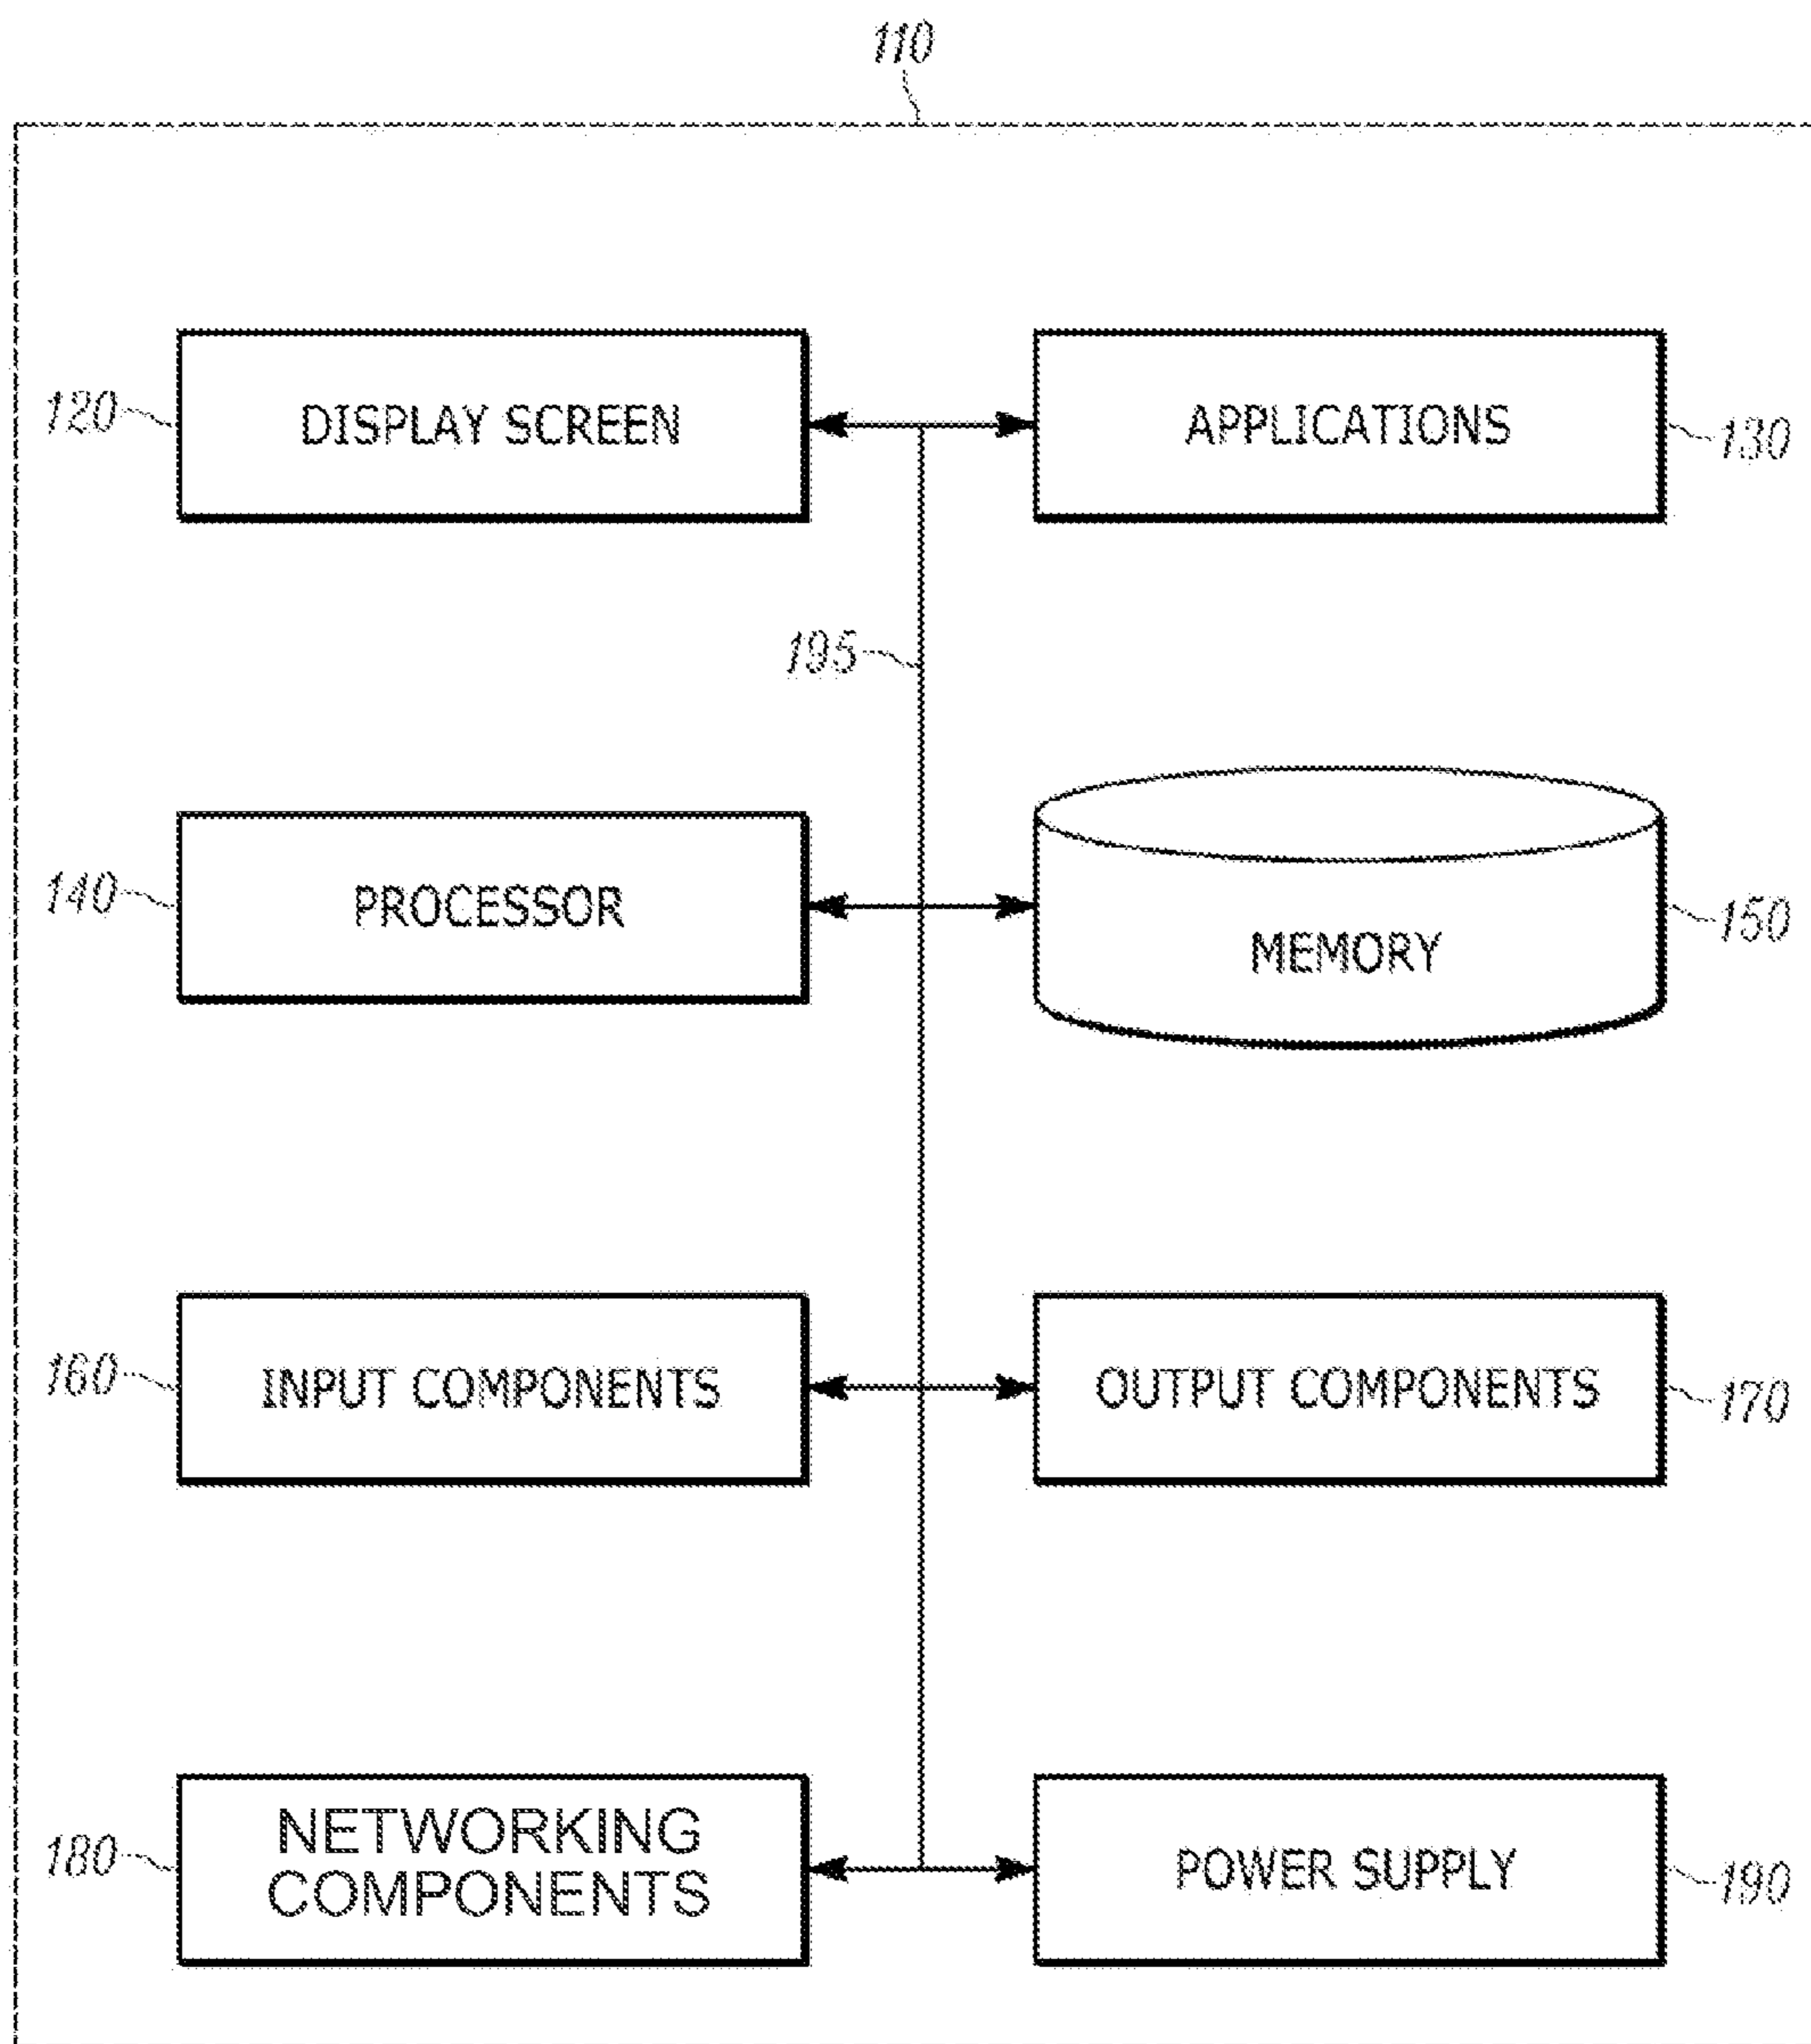 110
120
DISPLAY SCREEN
APPLICATIONS
130
195
140
PROCESSOR
MEMORY
150
160
INPUT COMPONENTS
OUTPUT COMPONENTS
170
180
NETWORKING
COMPONENTS
POWER SUPPLY
190